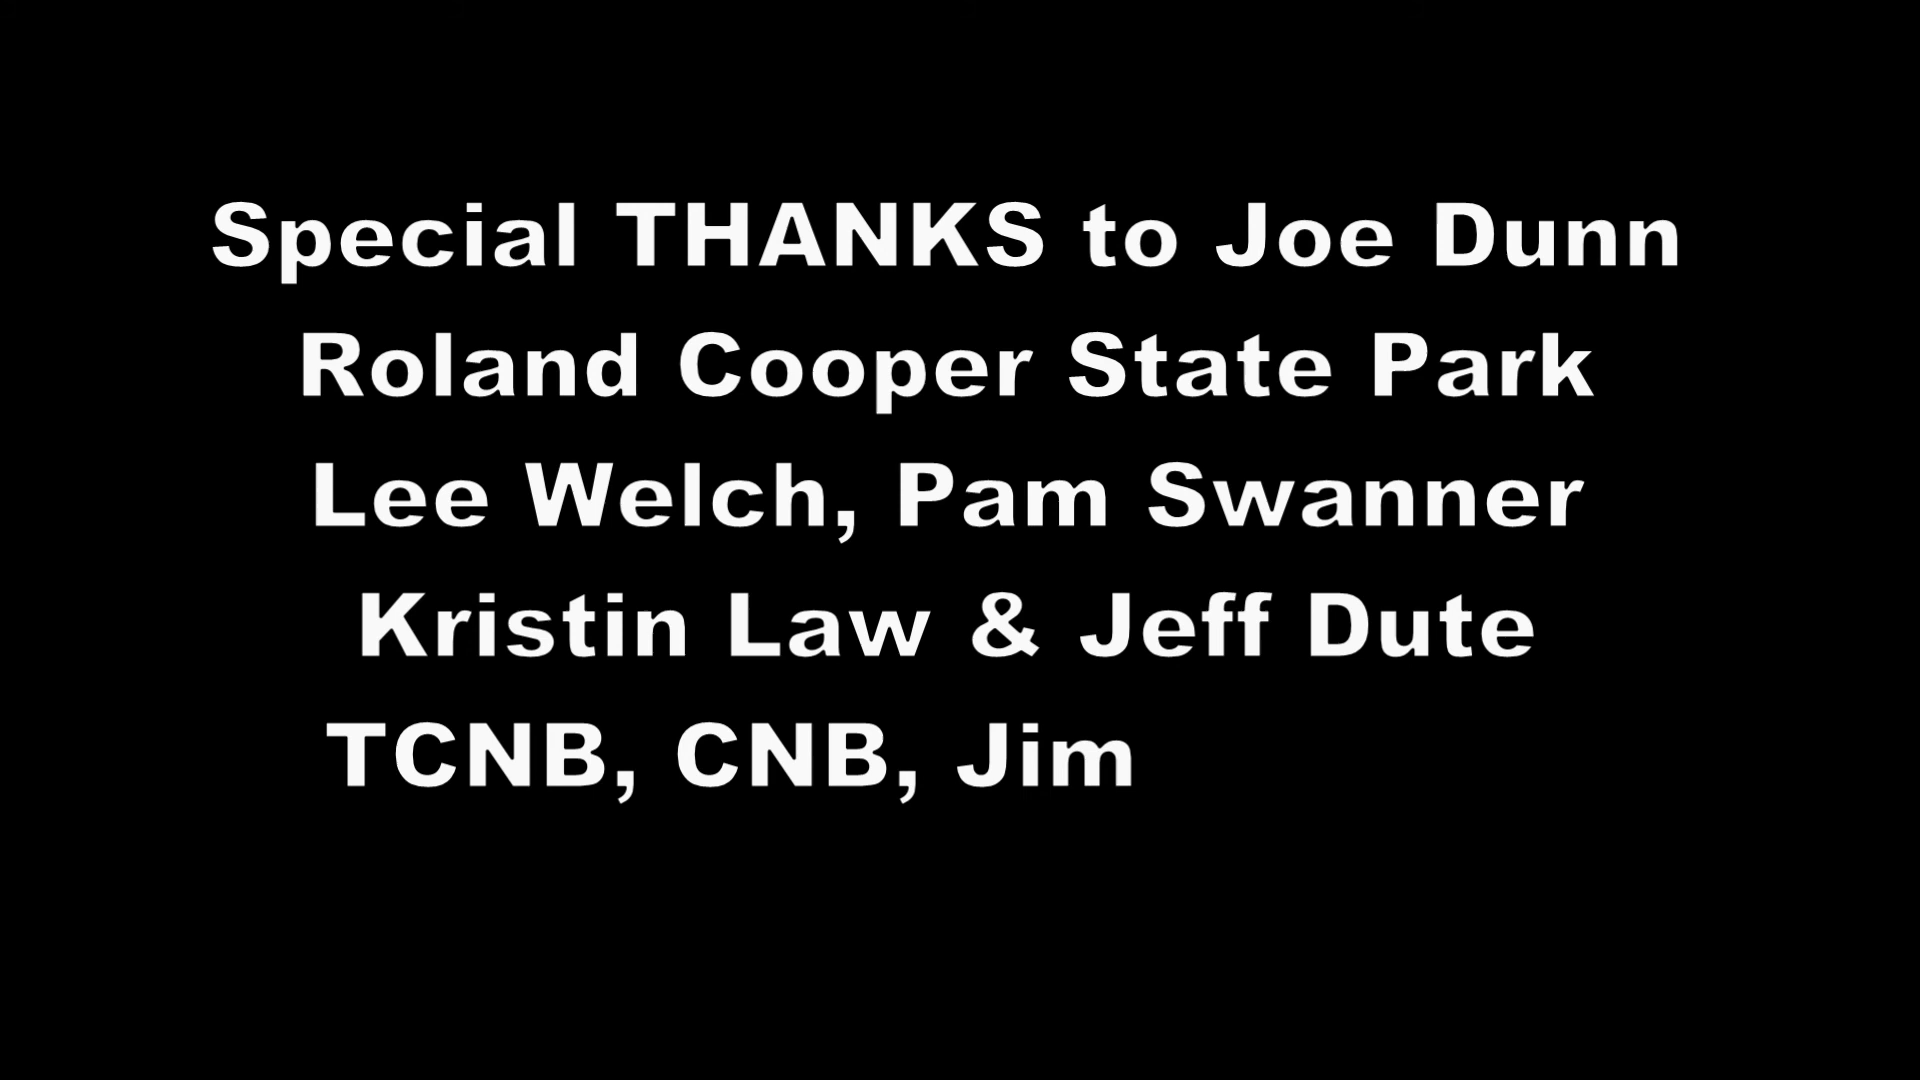 Special THANKS to Joe Dunn
Roland Cooper State Park
Lee Welch, Pam Swanner
Kristin Law & Jeff Dute
TCNB, CNB, Jim